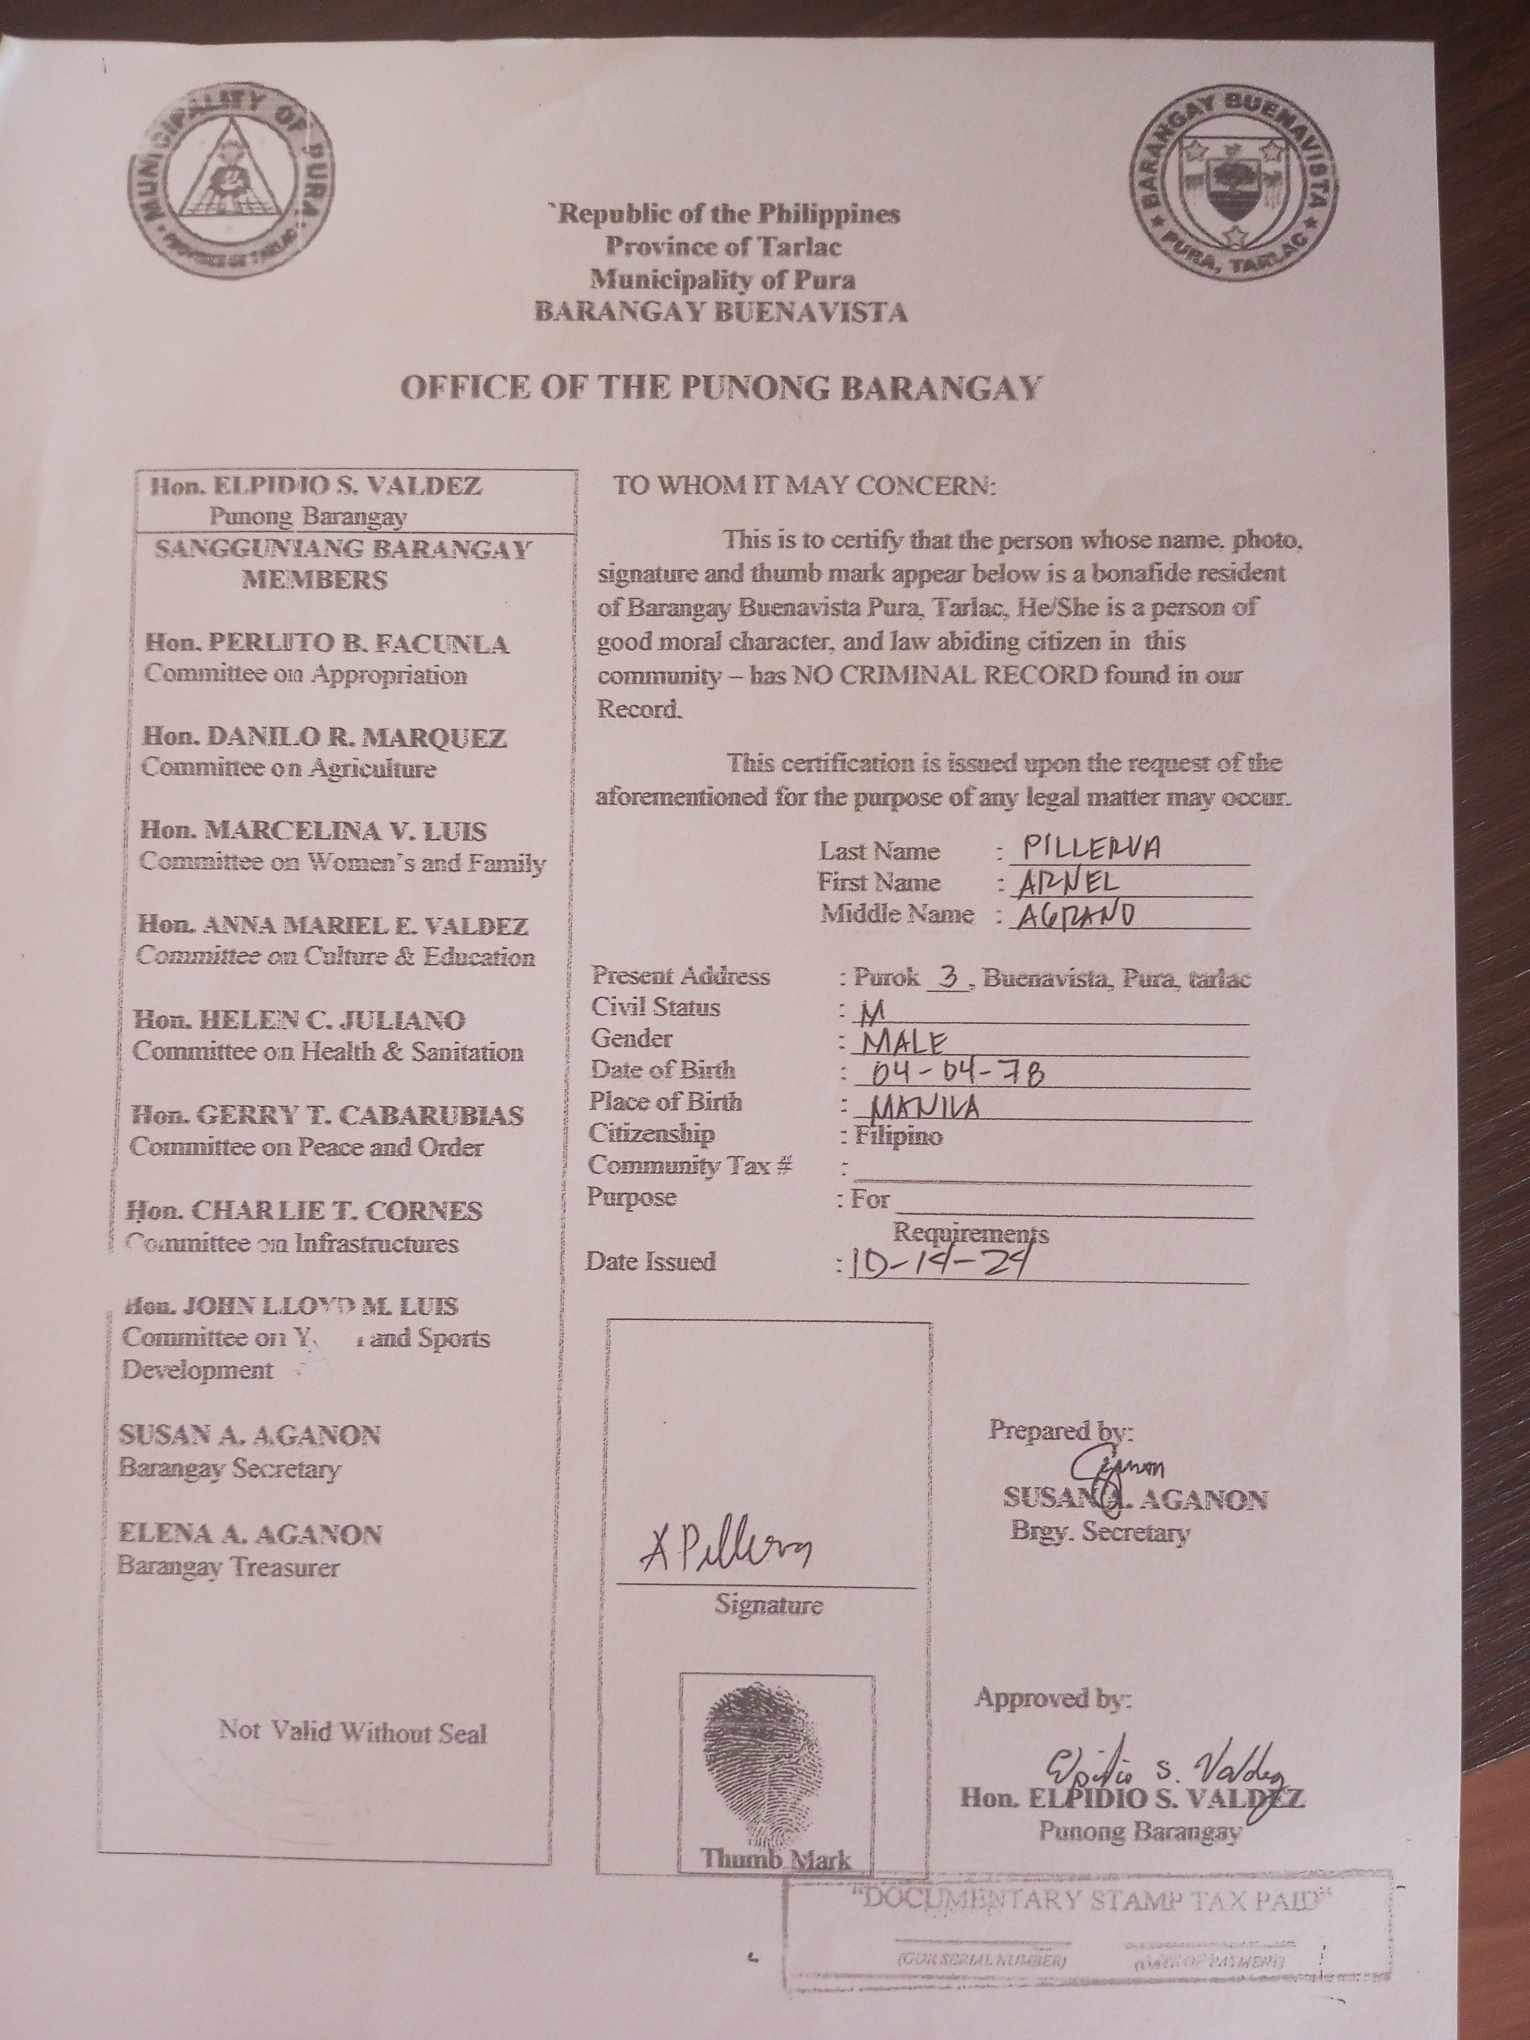 MUNICIPALITY OF PURA
PROVINCE OF TARLAC
BARANGAY BUENAVISTA
PURA, TARLAC
`Republic of the Philippines
Province of Tarlac
Municipality of Pura
BARANGAY BUENAVISTA
OFFICE OF THE PUNONG BARANGAY
Hon. ELPIDIO S. VALDEZ
Punong Barangay
SANGGUNIANG BARANGAY
MEMBERS
Hon. PERLITO B. FACUNLA
Committee on Appropriation
Hon. DANILO R. MARQUEZ
Committee on Agriculture
Hon. MARCELINA V. LUIS
Committee on Women's and Family
Hon. ANNA MARIEL E. VALDEZ
Committee on Culture & Education
Hon. HELEN C. JULIANO
Committee on Health & Sanitation
Hon. GERRY T. CABARUBIAS
Committee on Peace and Order
Hon. CHARLIE T. CORNES
Committee on Infrastructures
Hon. JOHN LLOYD M. LUIS
Committee on and Sports
Development
SUSAN A. AGANON
Barangay Secretary
ELENA A. AGANON
Barangay Treasurer
Not Valid Without Seal
TO WHOM IT MAY CONCERN:
This is to certify that the person whose name, photo,
signature and thumb mark appear below is a bonafide resident
of Barangay Buenavista Pura, Tarlac, He/She is a person of
good moral character, and law abiding citizen in this
community – has NO CRIMINAL RECORD found in our
Record.
This certification is issued upon the request of the
aforementioned for the purpose of any legal matter may occur.
Last Name : PILLERVA
First Name : ARNEL
Middle Name : AGRANO
Present Address : Purok 3, Buenavista, Pura, tarlac
Civil Status : M
Gender : MALE
Date of Birth : 04-04-78
Place of Birth : MANILA
Citizenship : Filipino
Community Tax # :
Purpose : For
Requirements
Date Issued : 10-14-24
Signature
Thumb Mark
Prepared by:
SUSAN A. AGANON
Brgy. Secretary
Approved by:
Elpidio S. Valdez
Hon. ELPIDIO S. VALDEZ
Punong Barangay
"DOCUMENTARY STAMP TAX PAID"
SERIAL NUMBER)
(DATE OF PAYMENT)